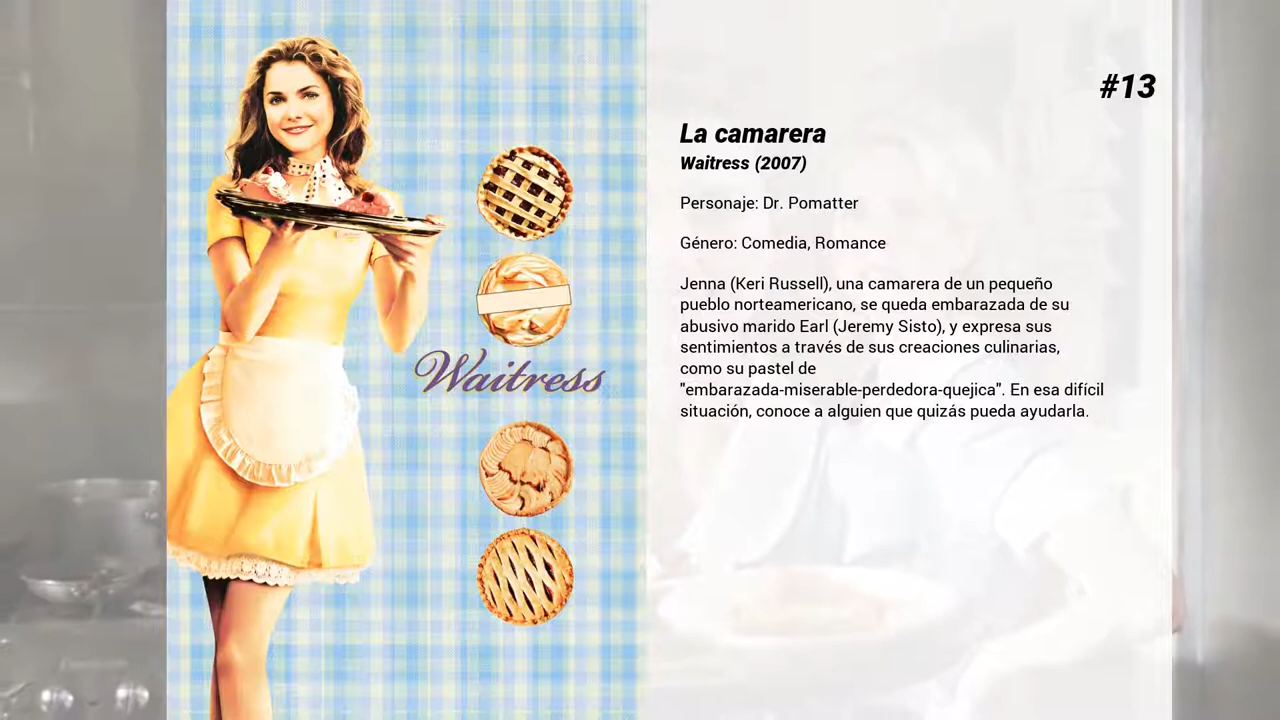 Waitress
#13
La camarera
Waitress (2007)
Personaje: Dr. Pomatter
Género: Comedia, Romance
Jenna (Keri Russell), una camarera de un pequeño
pueblo norteamericano, se queda embarazada de su
abusivo marido Earl (Jeremy Sisto), y expresa sus
sentimientos a través de sus creaciones culinarias,
como su pastel de
"embarazada-miserable-perdedora-quejica". En esa difícil
situación, conoce a alguien que quizás pueda ayudarla.